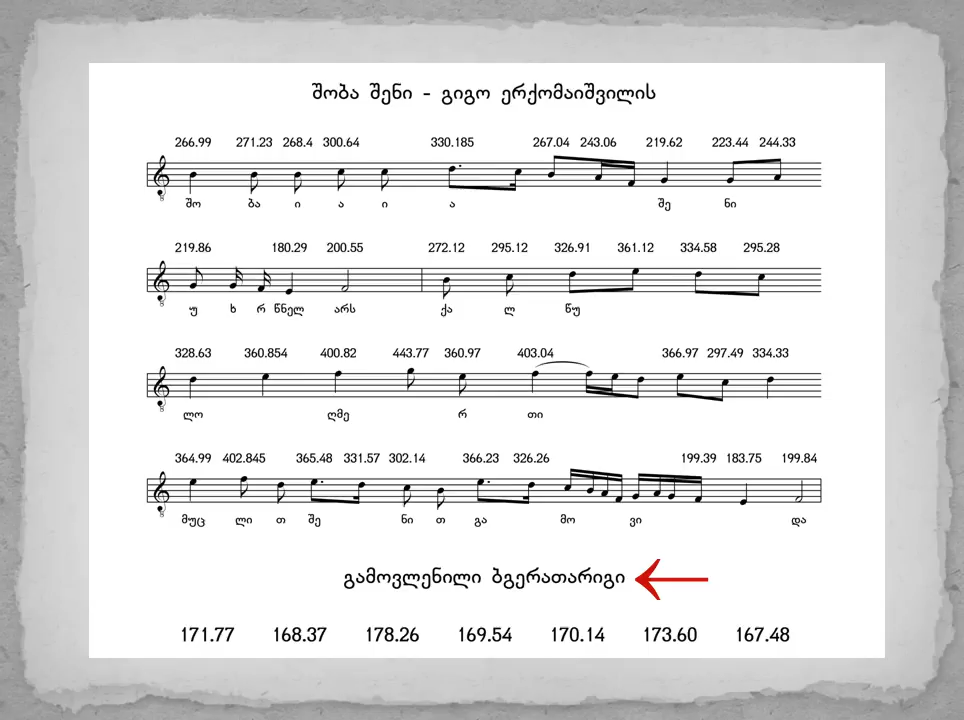 შობა შენი - გიგო ერქომაიშვილის
266.99 271.23 268.4 300.64 330.185 267.04 243.06 219.62 223.44 244.33
შო ბა ი ა ი ა შე ნი
219.86 180.29 200.55 272.12 295.12 326.91 361.12 334.58 295.28
უ ხ რ წნელ არს ქა ლ წუ
328.63 360.854 400.82 443.77 360.97 403.04 366.97 297.49 334.33
ლო ღმე რ თი
364.99 402.845 365.48 331.57 302.14 366.23 326.26 199.39 183.75 199.84
მუც ლი თ შე ნი თ გა მო ვი და
გამოვლენილი ბგერათარიგი
171.77 168.37 178.26 169.54 170.14 173.60 167.48